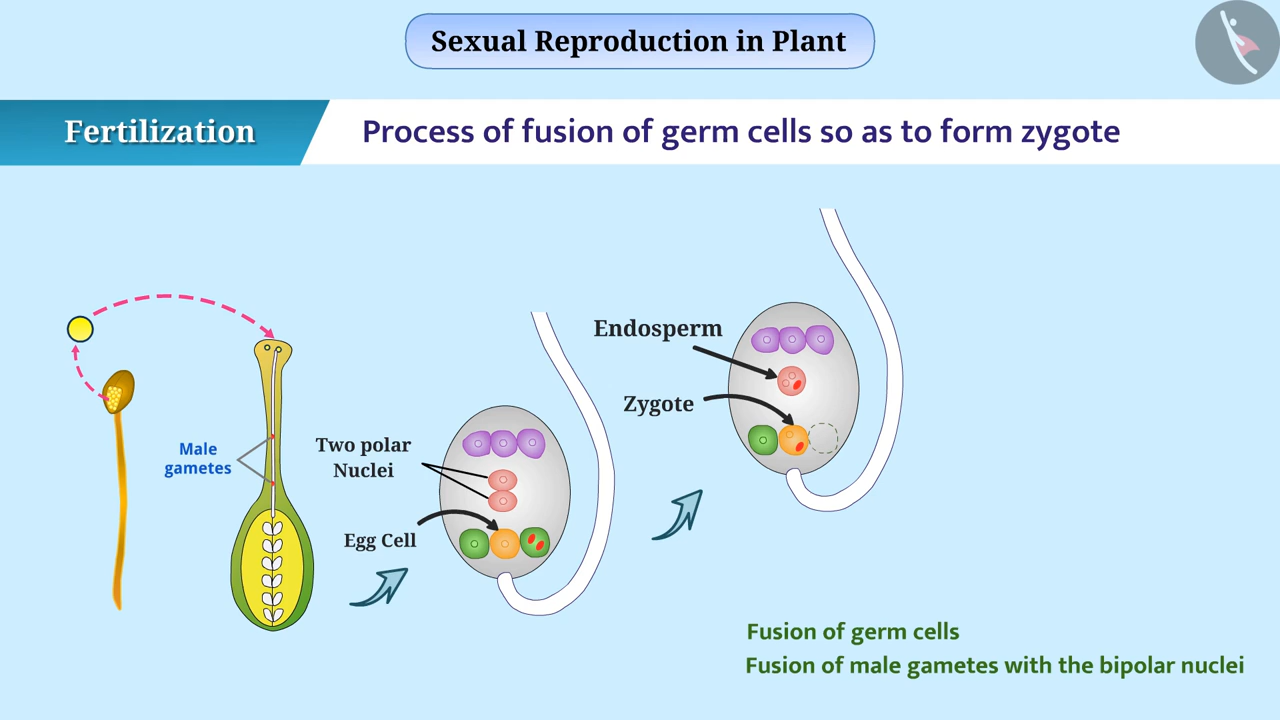 Sexual Reproduction in Plant
Fertilization
Process of fusion of germ cells so as to form zygote
Endosperm
Zygote
Male
gametes
Two polar
Nuclei
Egg Cell
Fusion of germ cells
Fusion of male gametes with the bipolar nuclei